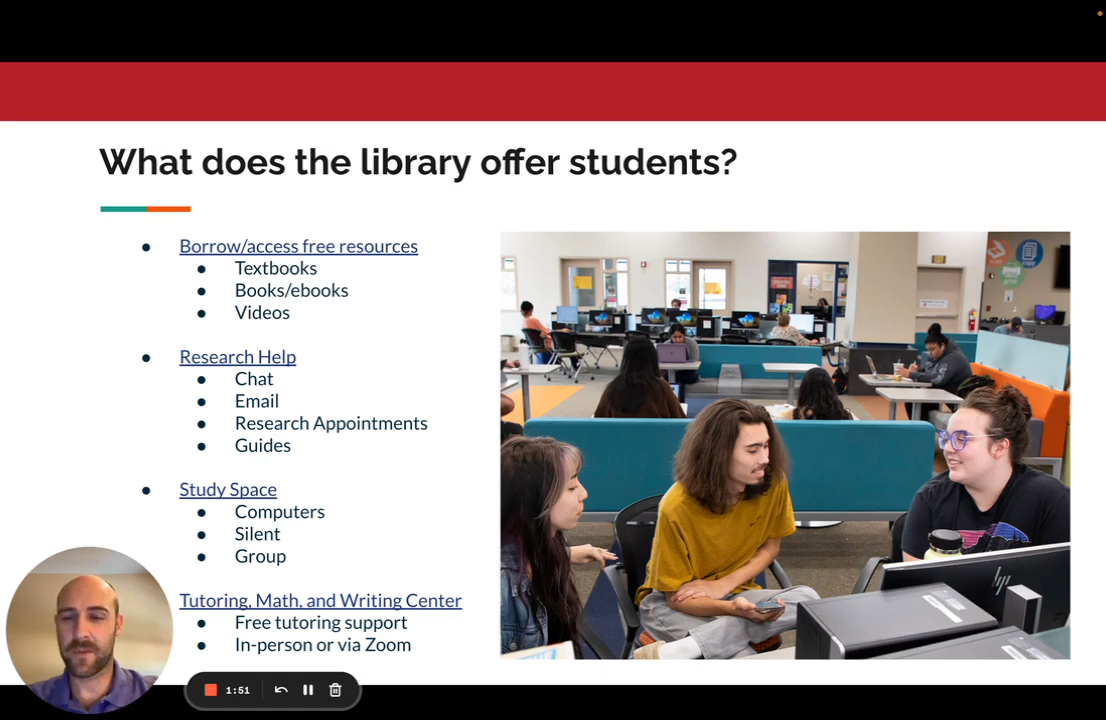 What does the library offer students?
● Borrow/access free resources
● Textbooks
● Books/ebooks
● Videos
● Research Help
● Chat
● Email
● Research Appointments
● Guides
● Study Space
● Computers
● Silent
● Group
Tutoring, Math, and Writing Center
● Free tutoring support
● In-person or via Zoom
hp
1:51